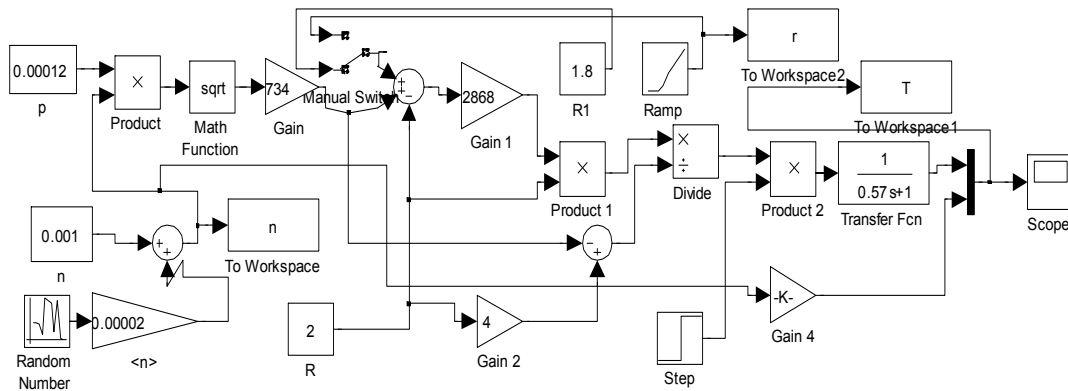 0.00012
p
×
Product
sqrt
Math
Function
734
Gain
Manual Switch
+
+
−
2868
Gain 1
1.8
R1
Ramp
r
To Workspace2
T
To Workspace1
×
Product 1
×
÷
Divide
×
Product 2
1
0.57s+1
Transfer Fcn
Scope
0.001
n
+
+
n
To Workspace
−
+
0.00002
<n>
Random
Number
2
R
4
Gain 2
Step
-K-
Gain 4